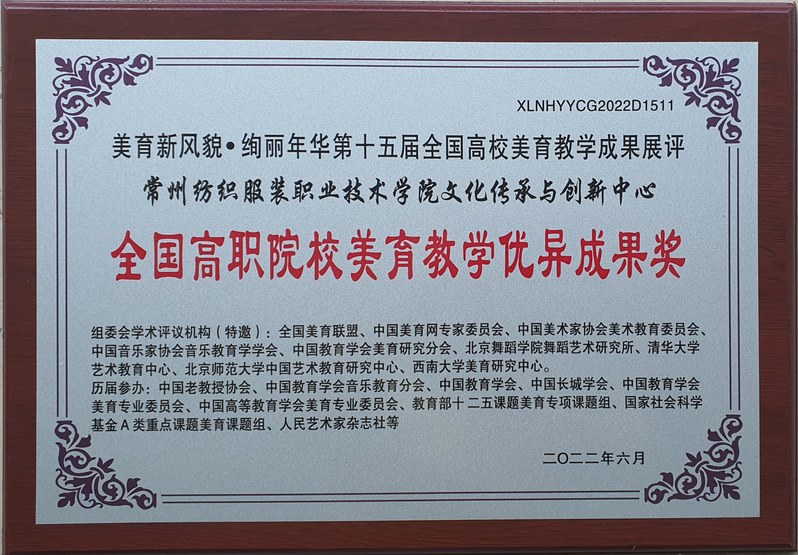 XLNHYYCG2022D1511
美育新风貌•绚丽年华第十五届全国高校美育教学成果展评
常州纺织服装职业技术学院文化传承与创新中心
全国高职院校美育教学优异成果奖
组委会学术评议机构（特邀）：全国美育联盟、中国美育网专家委员会、中国美术家协会美术教育委员会、
中国音乐家协会音乐教育学学会、中国教育学会美育研究分会、北京舞蹈学院舞蹈艺术研究所、清华大学
艺术教育中心、北京师范大学中国艺术教育研究中心、西南大学美育研究中心。
历届参办：中国老教授协会、中国教育学会音乐教育分会、中国教育学会、中国长城学会、中国教育学会
美育专业委员会、中国高等教育学会美育专业委员会、教育部十二五课题美育专项课题组、国家社会科学
基金A类重点课题美育课题组、人民艺术家杂志社等
二〇二二年六月